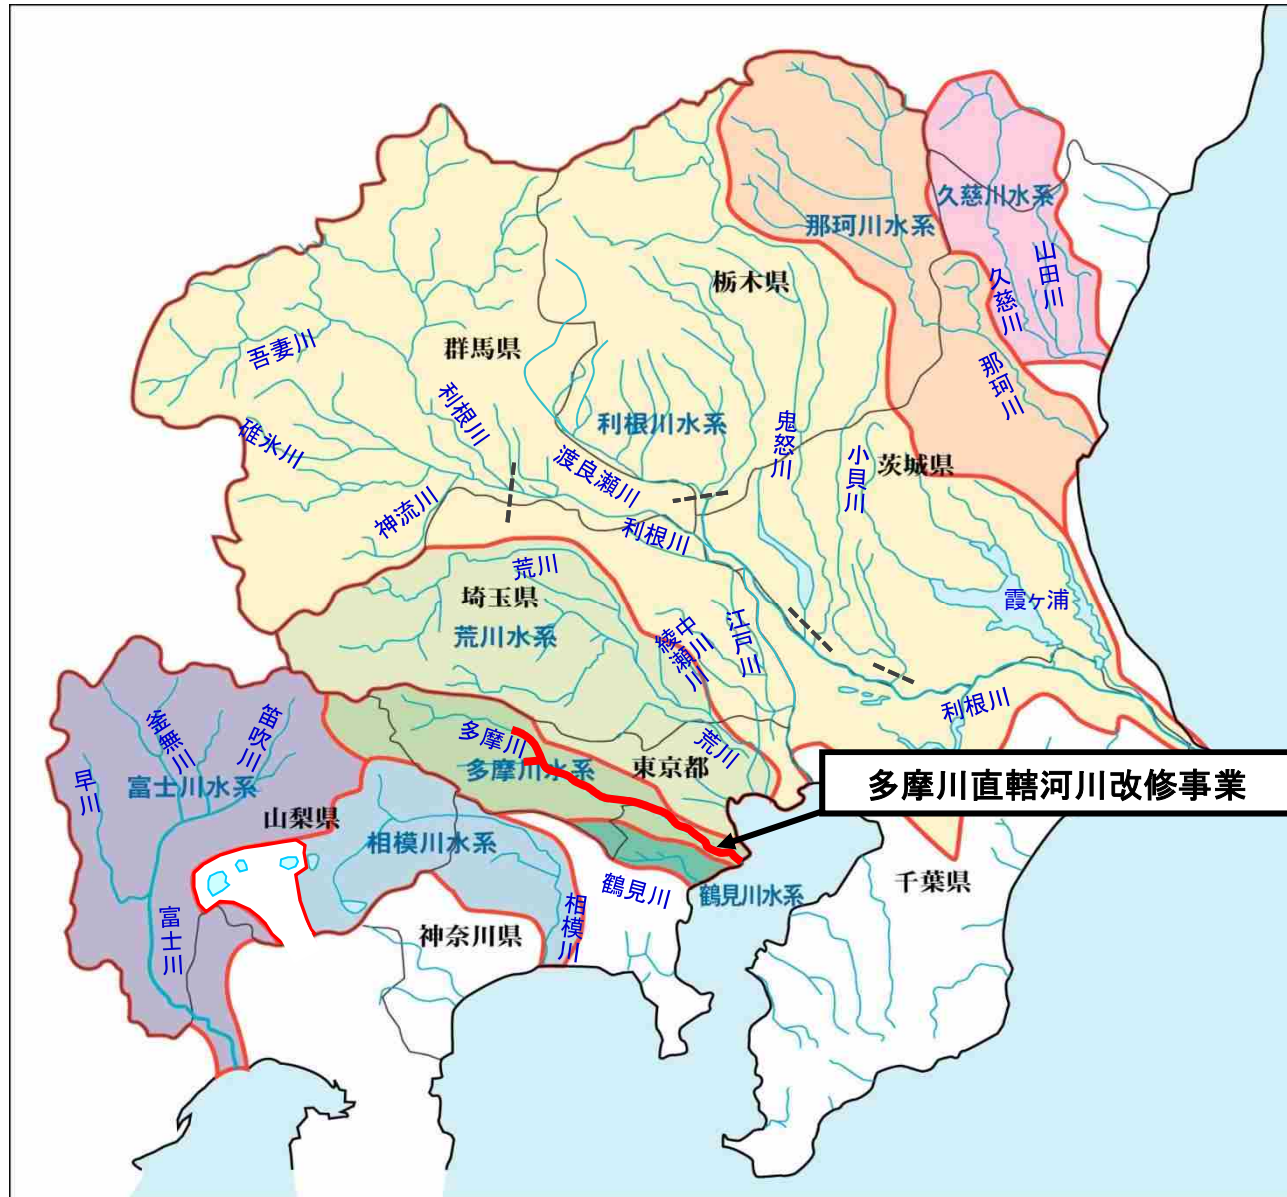 久慈川水系
那珂川水系
山田川
栃木県
久慈川
吾妻川
群馬県
那珂川
利根川
利根川水系
鬼怒川
碓氷川
小貝川
茨城県
渡良瀬川
神流川
利根川
荒川
埼玉県
霞ヶ浦
荒川水系
中川
綾瀬川
江戸川
利根川
釜無川
笛吹川
多摩川
荒川
多摩川水系
東京都
早川
富士川水系
多摩川直轄河川改修事業
山梨県
相模川水系
千葉県
鶴見川
鶴見川水系
相模川
富士川
神奈川県